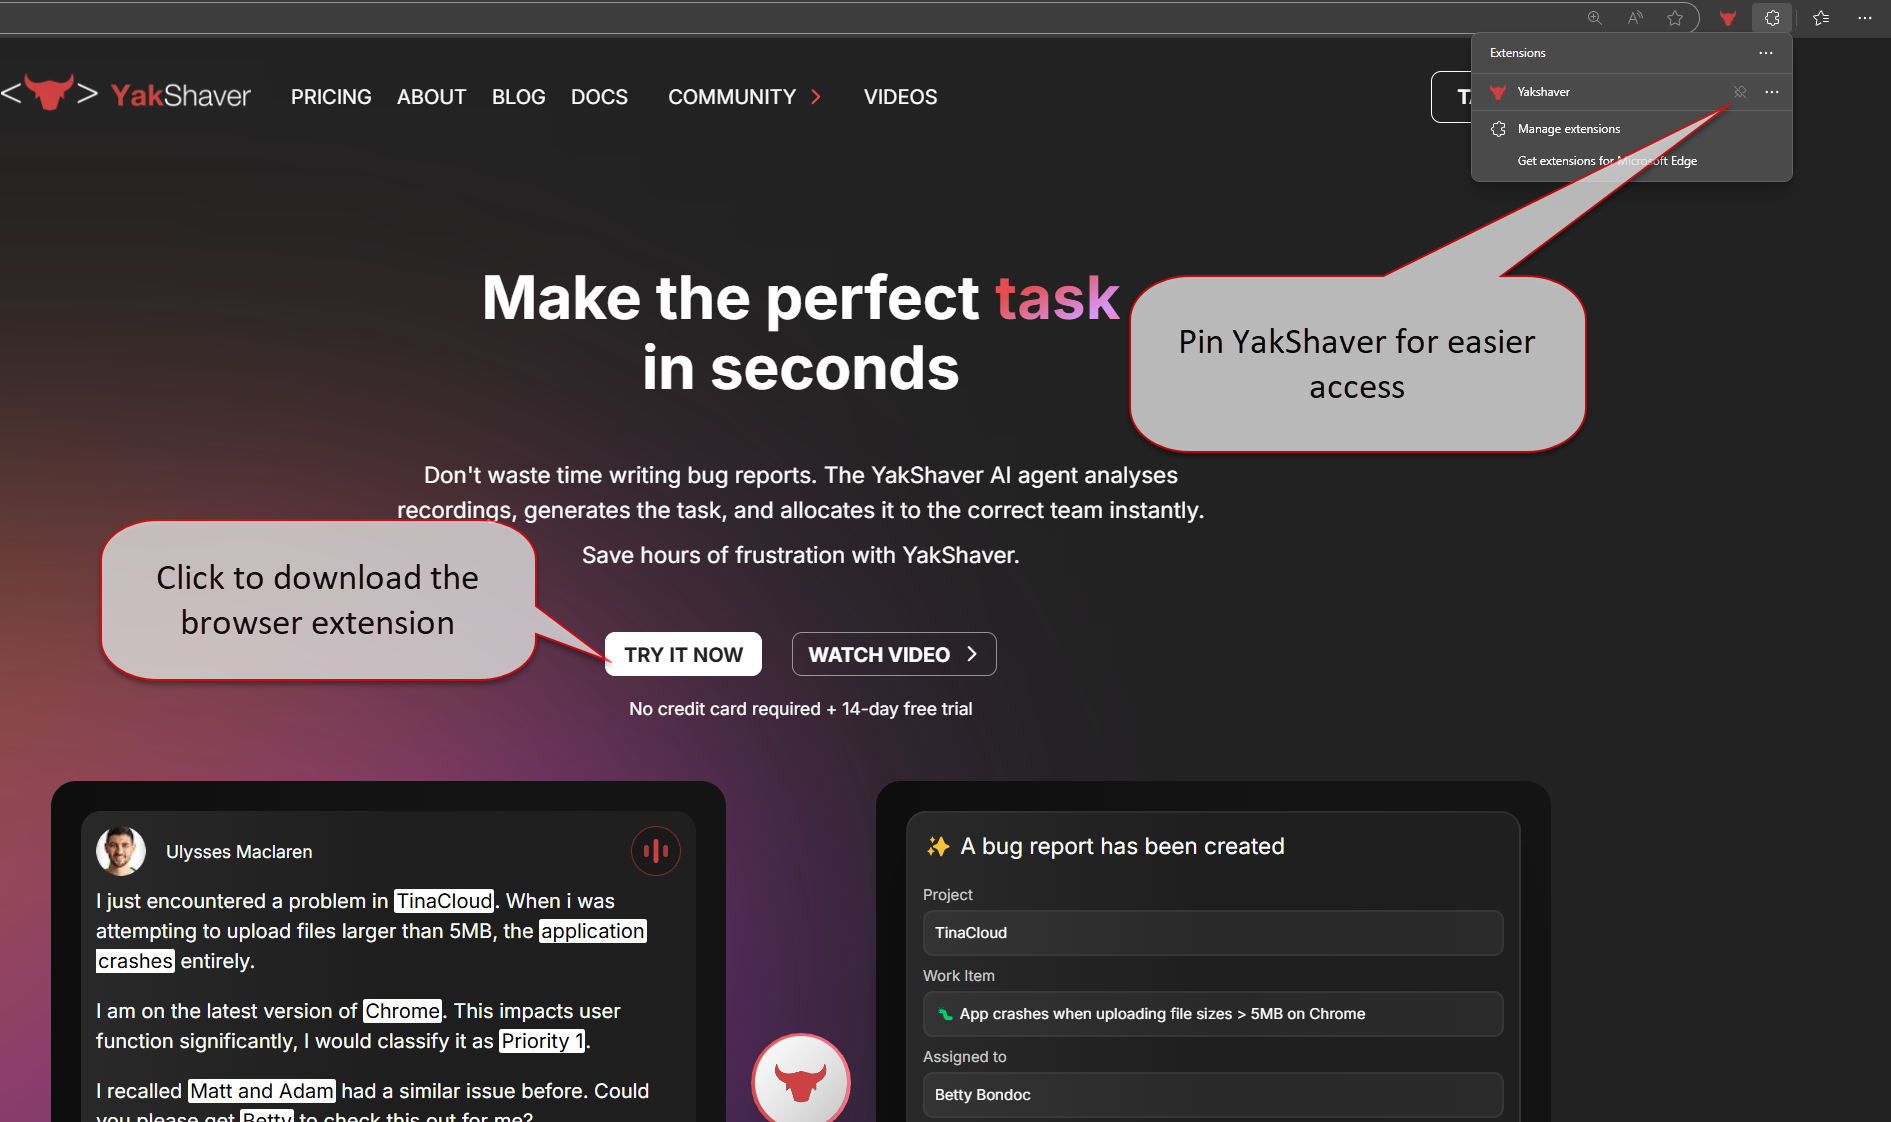 Extensions
Yakshaver
Manage extensions
Get extensions for Microsoft Edge
YakShaver
PRICING
ABOUT
BLOG
DOCS
COMMUNITY
VIDEOS
Make the perfect task
in seconds
Pin YakShaver for easier
access
Don't waste time writing bug reports. The YakShaver AI agent analyses
recordings, generates the task, and allocates it to the correct team instantly.
Save hours of frustration with YakShaver.
Click to download the
browser extension
TRY IT NOW
WATCH VIDEO
No credit card required + 14-day free trial
Ulysses Maclaren
I just encountered a problem in TinaCloud. When i was
attempting to upload files larger than 5MB, the application
crashes entirely.
I am on the latest version of Chrome. This impacts user
function significantly, I would classify it as Priority 1.
I recalled Matt and Adam had a similar issue before. Could
you please get Betty to check this out for me?
A bug report has been created
Project
TinaCloud
Work Item
App crashes when uploading file sizes > 5MB on Chrome
Assigned to
Betty Bondoc